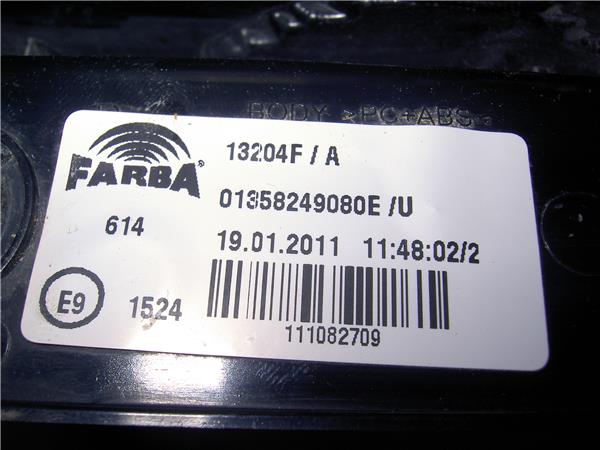 BODY >PC+ABS<
FARBA®
13204F / A
01358249080E /U
614
19.01.2011 11:48:02/2
E9
1524
111082709